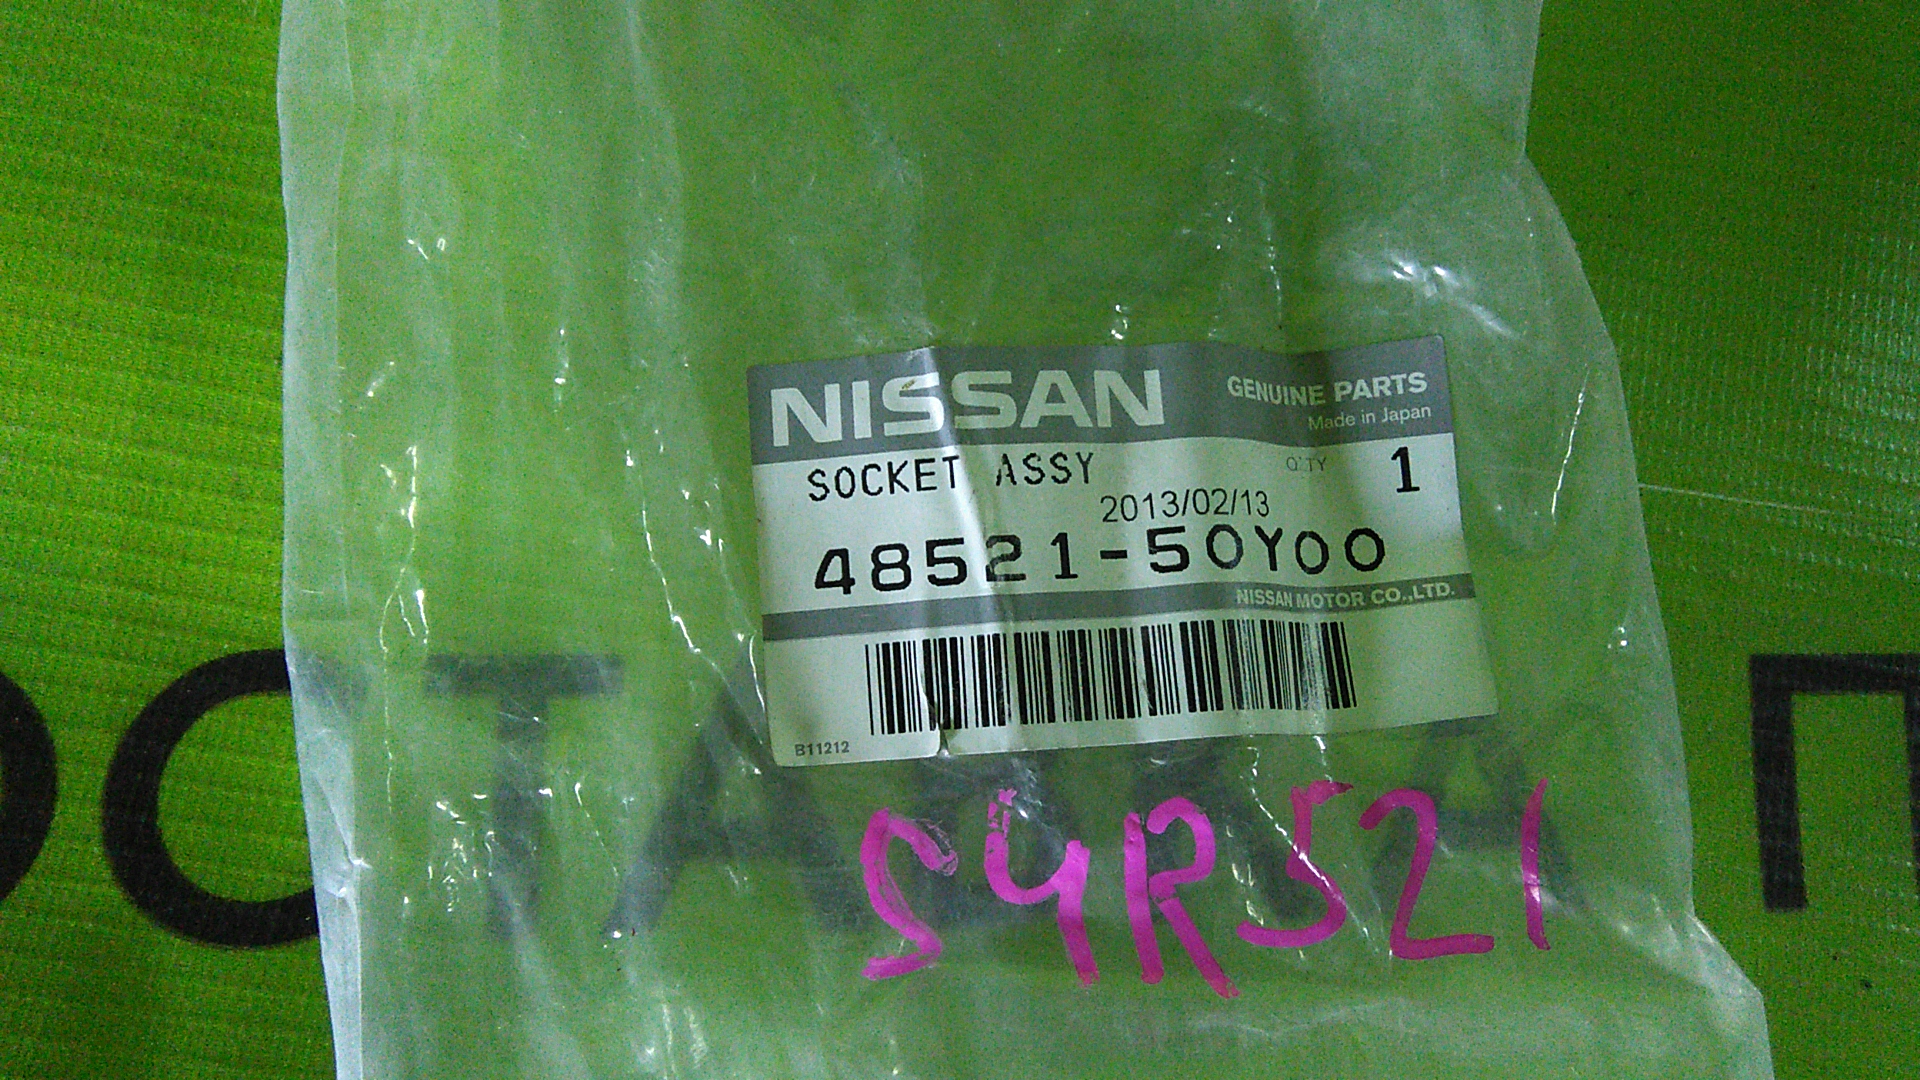 NISSAN GENUINE PARTS
Made in Japan
SOCKET ASSY Q'TY 1
2013/02/13
48521-50Y00
NISSAN MOTOR CO.,LTD.
B11212
S4R521